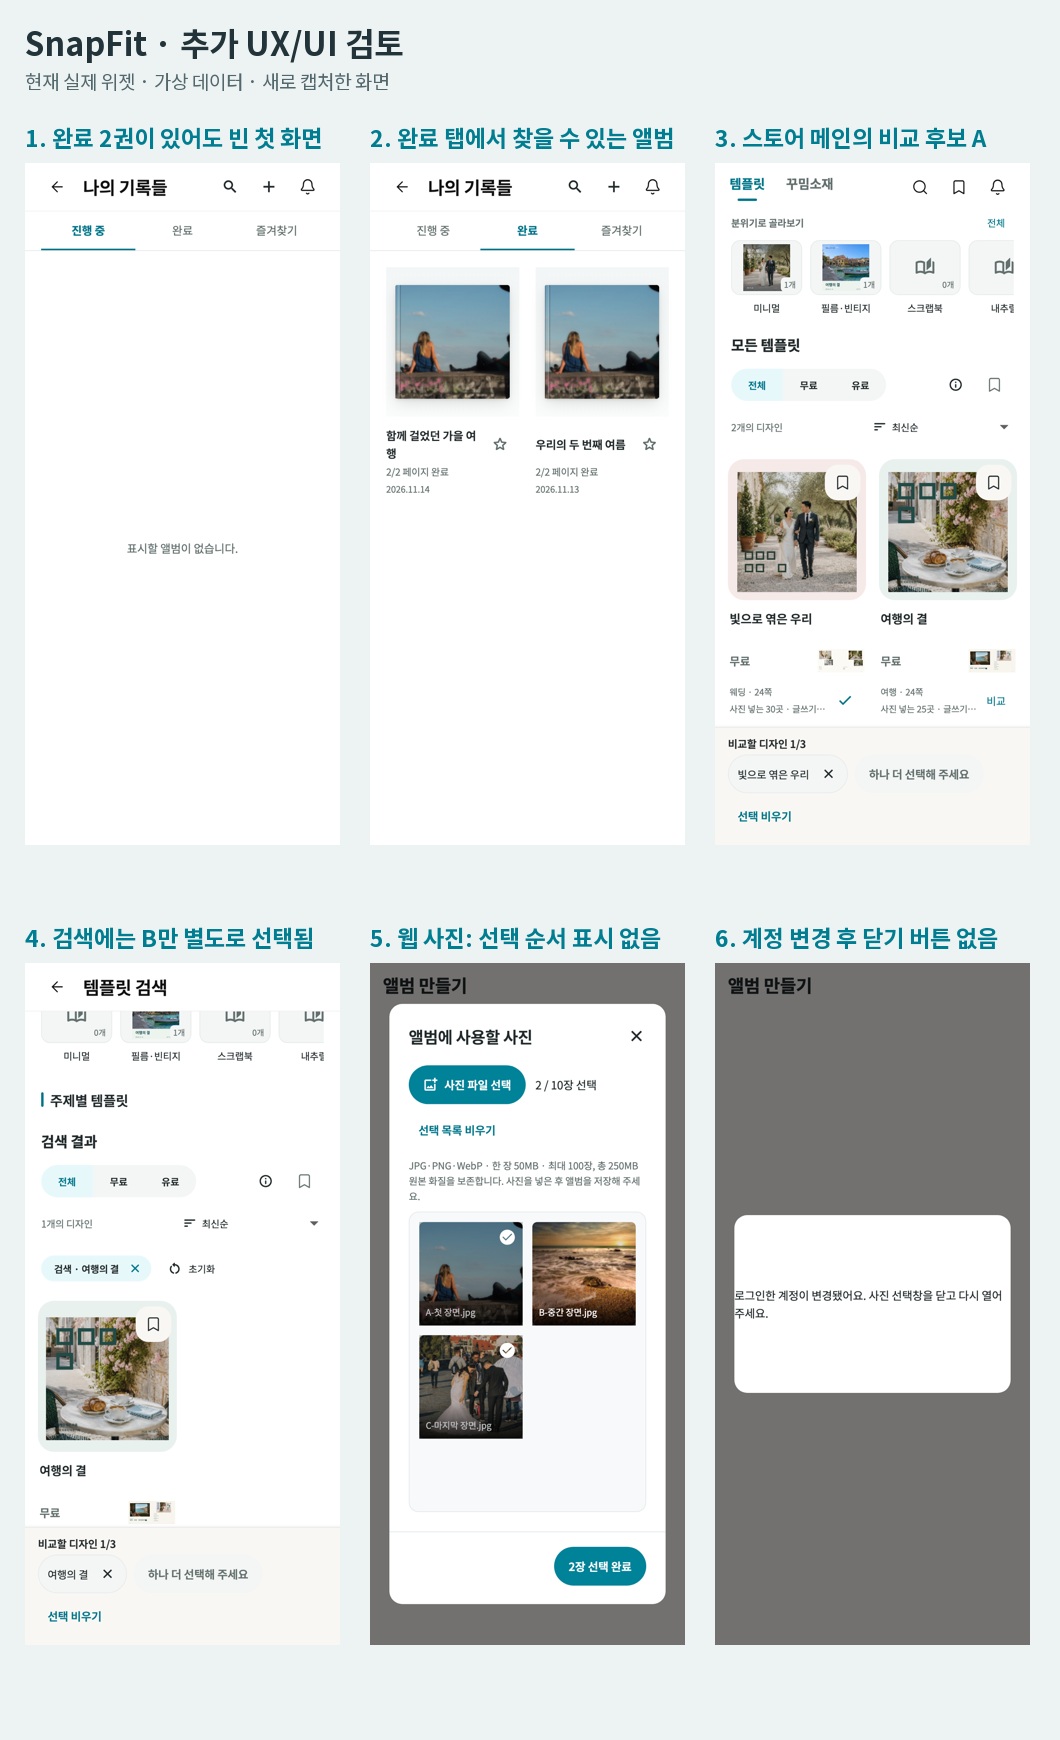 SnapFit · 추가 UX/UI 검토
현재 실제 위젯 · 가상 데이터 · 새로 캡처한 화면
1. 완료 2권이 있어도 빈 첫 화면
나의 기록들
진행 중 완료 즐겨찾기
표시할 앨범이 없습니다.
2. 완료 탭에서 찾을 수 있는 앨범
나의 기록들
진행 중 완료 즐겨찾기
함께 걸었던 가을 여
행
2/2 페이지 완료
2026.11.14
우리의 두 번째 여름
2/2 페이지 완료
2026.11.13
3. 스토어 메인의 비교 후보 A
템플릿 꾸밈소재
분위기로 골라보기 전체
1개 1개 0개
미니멀 필름·빈티지 스크랩북 내추럴
모든 템플릿
전체 무료 유료
2개의 디자인 최신순
빛으로 엮은 우리
무료
웨딩 · 24쪽
사진 넣는 30곳 · 글쓰기…
여행의 결
무료
여행 · 24쪽
사진 넣는 25곳 · 글쓰기…
비교
비교할 디자인 1/3
빛으로 엮은 우리 하나 더 선택해 주세요
선택 비우기
4. 검색에는 B만 별도로 선택됨
템플릿 검색
0개 1개 0개
미니멀 필름·빈티지 스크랩북 내추럴
주제별 템플릿
검색 결과
전체 무료 유료
1개의 디자인 최신순
검색 · 여행의 결 초기화
여행의 결
무료
비교할 디자인 1/3
여행의 결 하나 더 선택해 주세요
선택 비우기
5. 웹 사진: 선택 순서 표시 없음
앨범 만들기
앨범에 사용할 사진
사진 파일 선택 2 / 10장 선택
선택 목록 비우기
JPG·PNG·WebP · 한 장 50MB · 최대 100장, 총 250MB
원본 화질을 보존합니다. 사진을 넣은 후 앨범을 저장해 주세
요.
A-첫 장면.jpg B-중간 장면.jpg
C-마지막 장면.jpg
2장 선택 완료
6. 계정 변경 후 닫기 버튼 없음
앨범 만들기
로그인한 계정이 변경됐어요. 사진 선택창을 닫고 다시 열어
주세요.